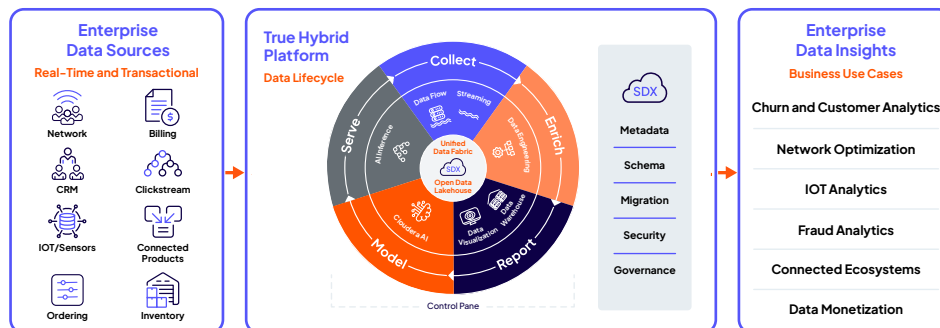 Enterprise
Data Sources
Real-Time and Transactional
Network
Billing
CRM
Clickstream
IOT/Sensors
Connected
Products
Ordering
Inventory
True Hybrid
Platform
Data Lifecycle
Collect
Data Flow
Streaming
Enrich
Data Engineering
Report
Data
Warehouse
Data
Visualization
Model
Cloudera AI
Serve
AI Inference
Unified
Data Fabric
SDX
Open Data
Lakehouse
Control Pane
SDX
Metadata
Schema
Migration
Security
Governance
Enterprise
Data Insights
Business Use Cases
Churn and Customer Analytics
Network Optimization
IOT Analytics
Fraud Analytics
Connected Ecosystems
Data Monetization